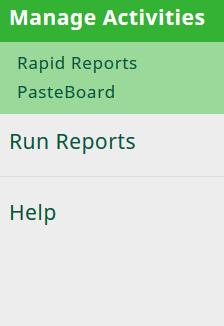 Manage Activities
Rapid Reports
PasteBoard
Run Reports
Help